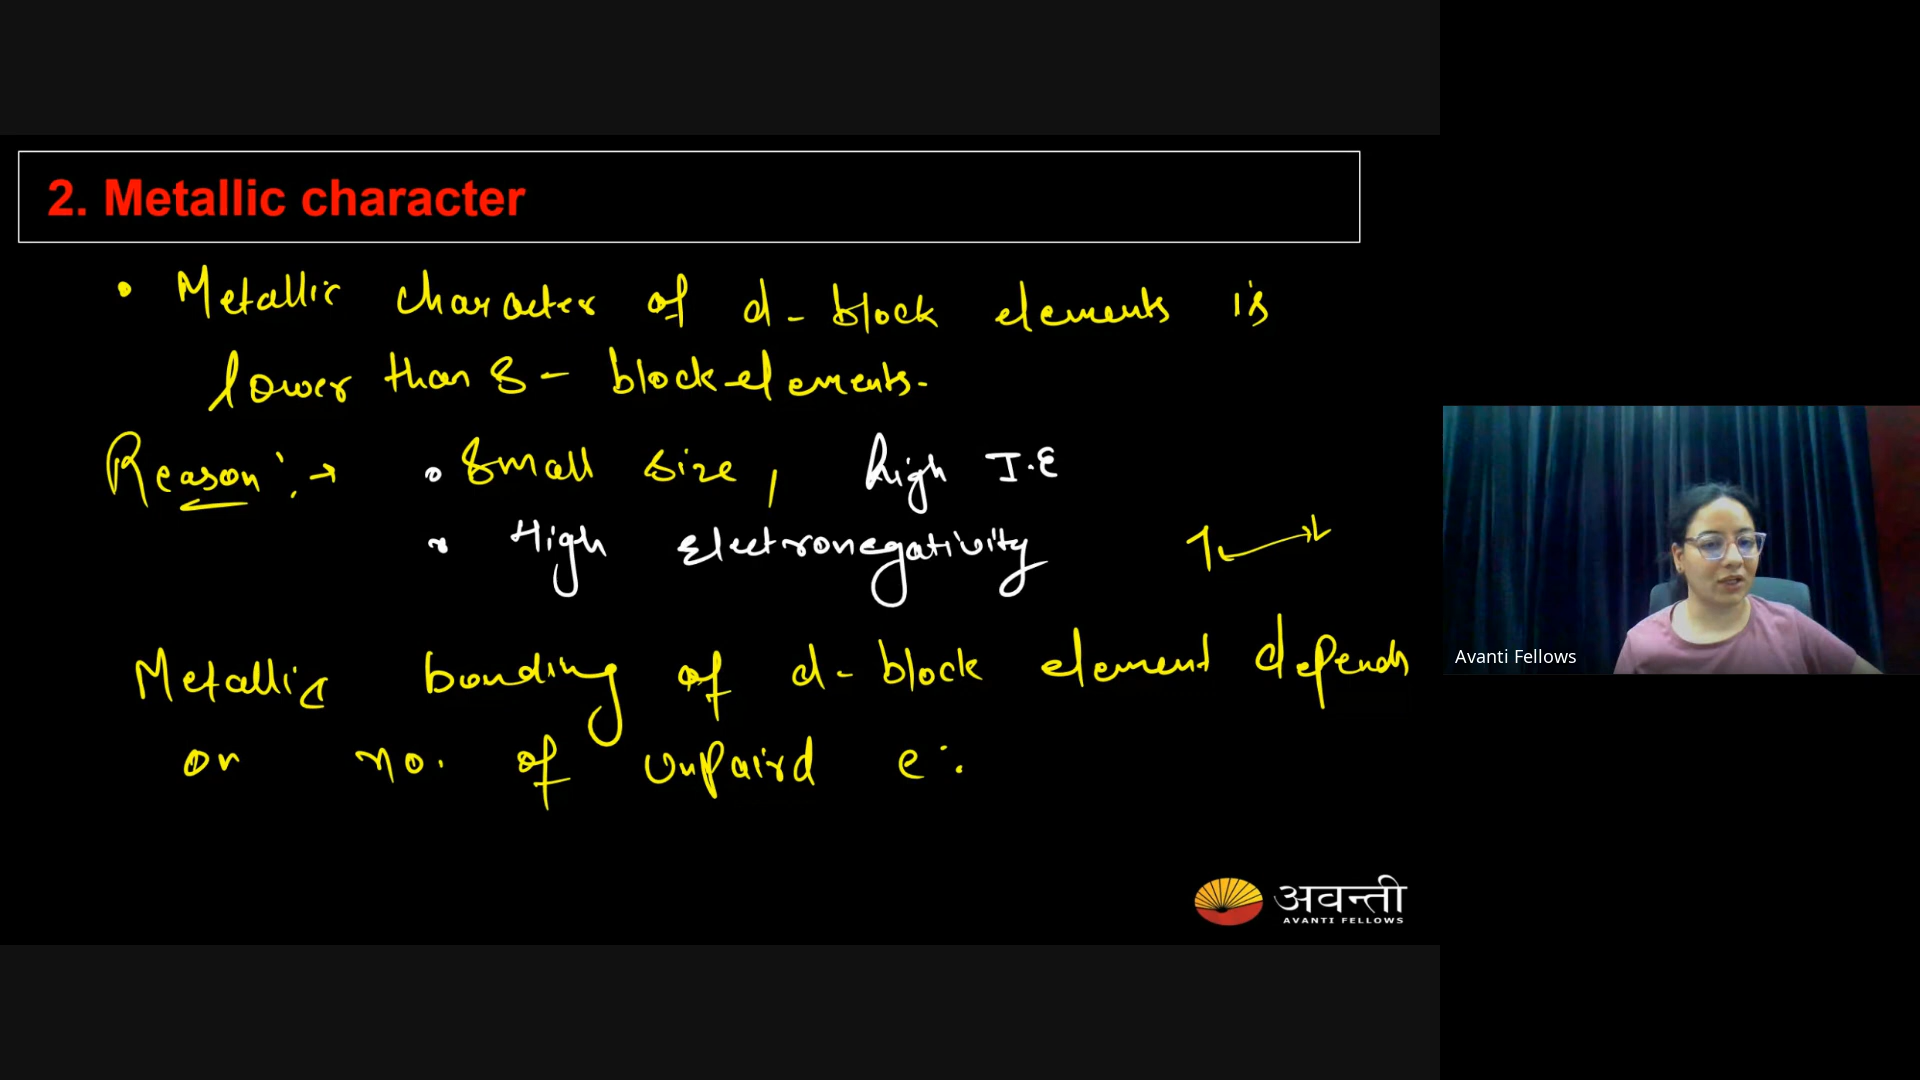 2. Metallic character
• Metallic character of d-block elements is
lower than s- block elements.
Reason :→ • Small size, high I.E
• High Electronegativity
Metallic bonding of d-block element depends
on no. of unpaird e⁻.
Avanti Fellows
अवन्ती
AVANTI FELLOWS